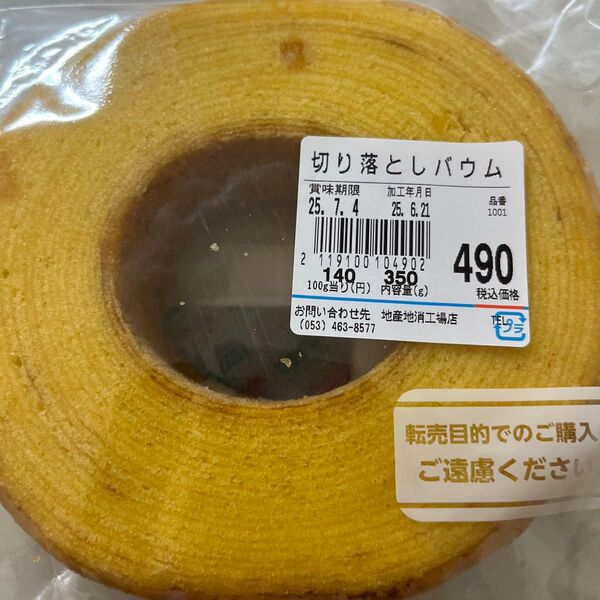 切り落としバウム
賞味期限 加工年月日 品番
25. 7. 4 25. 6.21 1001
2 119100 104902
140 350 490
100g当り(円) 内容量(g) 税込価格
お問い合わせ先 地産地消工場店 TEL
(053) 463-8577 プラ
転売目的でのご購入
ご遠慮ください